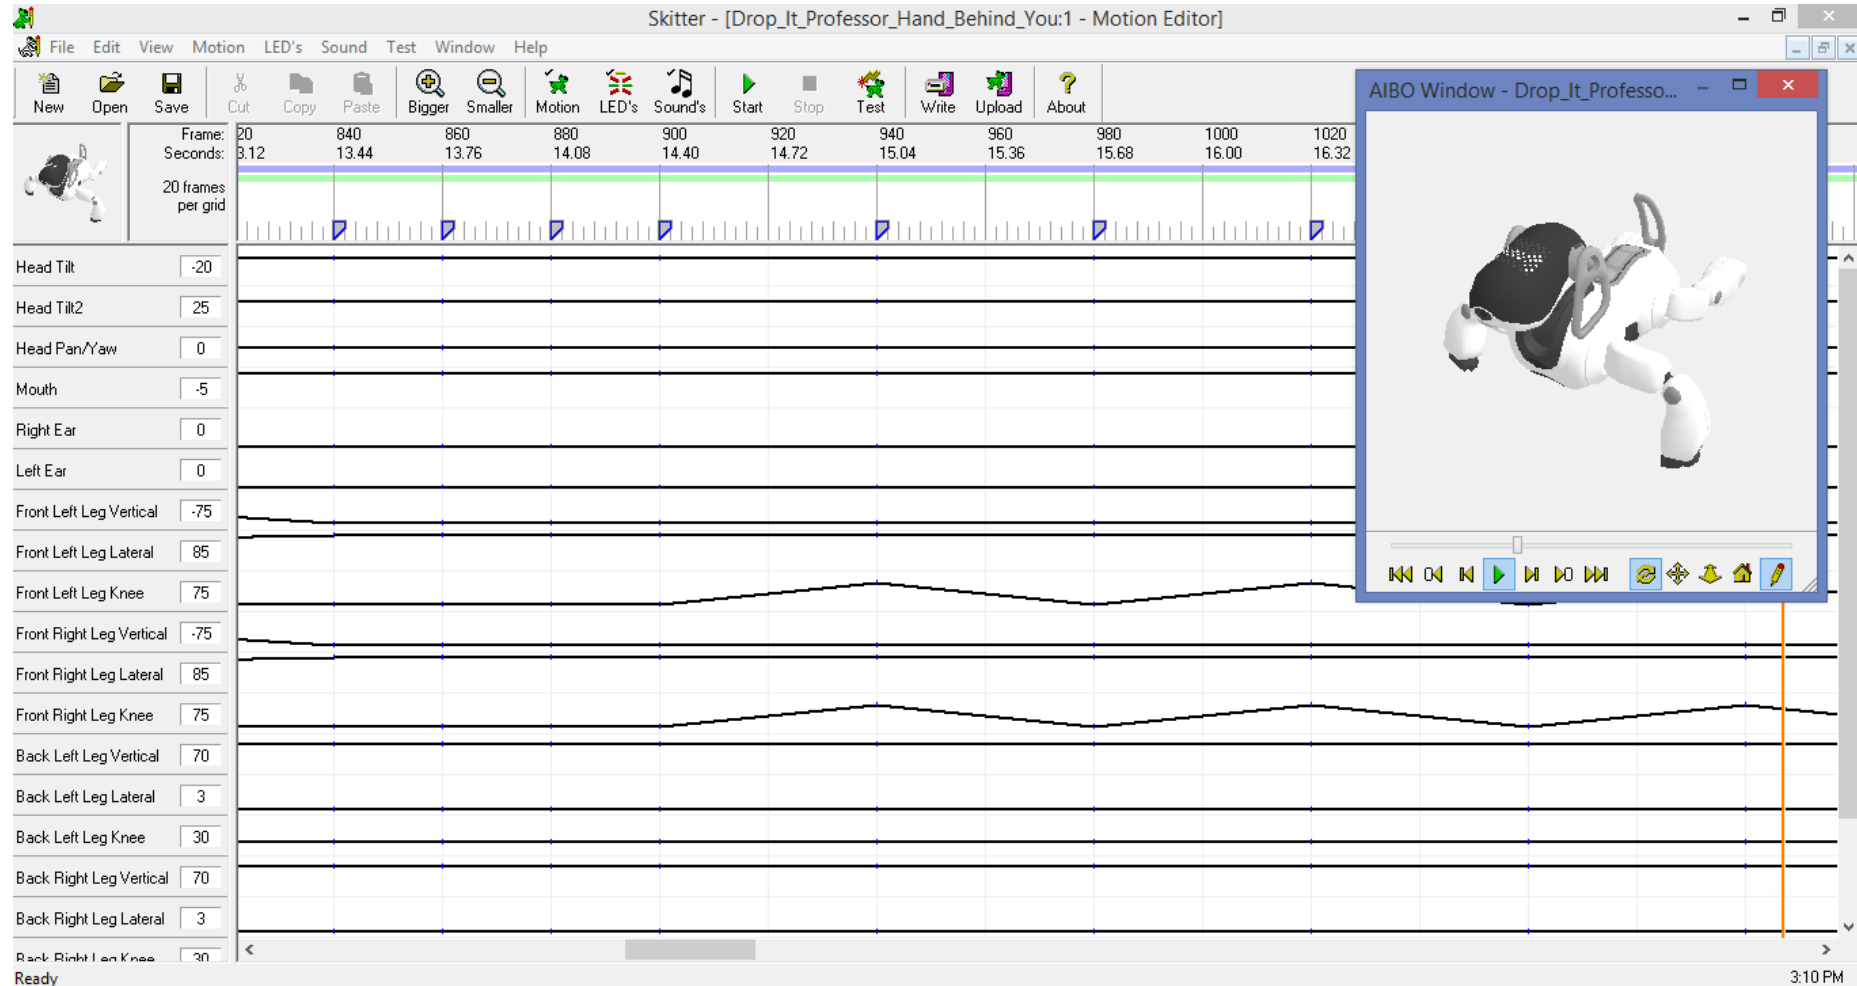 Skitter - [Drop_It_Professor_Hand_Behind_You:1 - Motion Editor]
File Edit View Motion LED's Sound Test Window Help
New Open Save Cut Copy Paste Bigger Smaller Motion LED's Sound's Start Stop Test Write Upload About
AIBO Window - Drop_It_Professo...
Frame: 20 840 860 880 900 920 940 960 980 1000 1020
Seconds: 3.12 13.44 13.76 14.08 14.40 14.72 15.04 15.36 15.68 16.00 16.32
20 frames
per grid
Head Tilt -20
Head Tilt2 25
Head Pan/Yaw 0
Mouth -5
Right Ear 0
Left Ear 0
Front Left Leg Vertical -75
Front Left Leg Lateral 85
Front Left Leg Knee 75
Front Right Leg Vertical -75
Front Right Leg Lateral 85
Front Right Leg Knee 75
Back Left Leg Vertical 70
Back Left Leg Lateral 3
Back Left Leg Knee 30
Back Right Leg Vertical 70
Back Right Leg Lateral 3
Back Right Leg Knee 30
Ready 3:10 PM